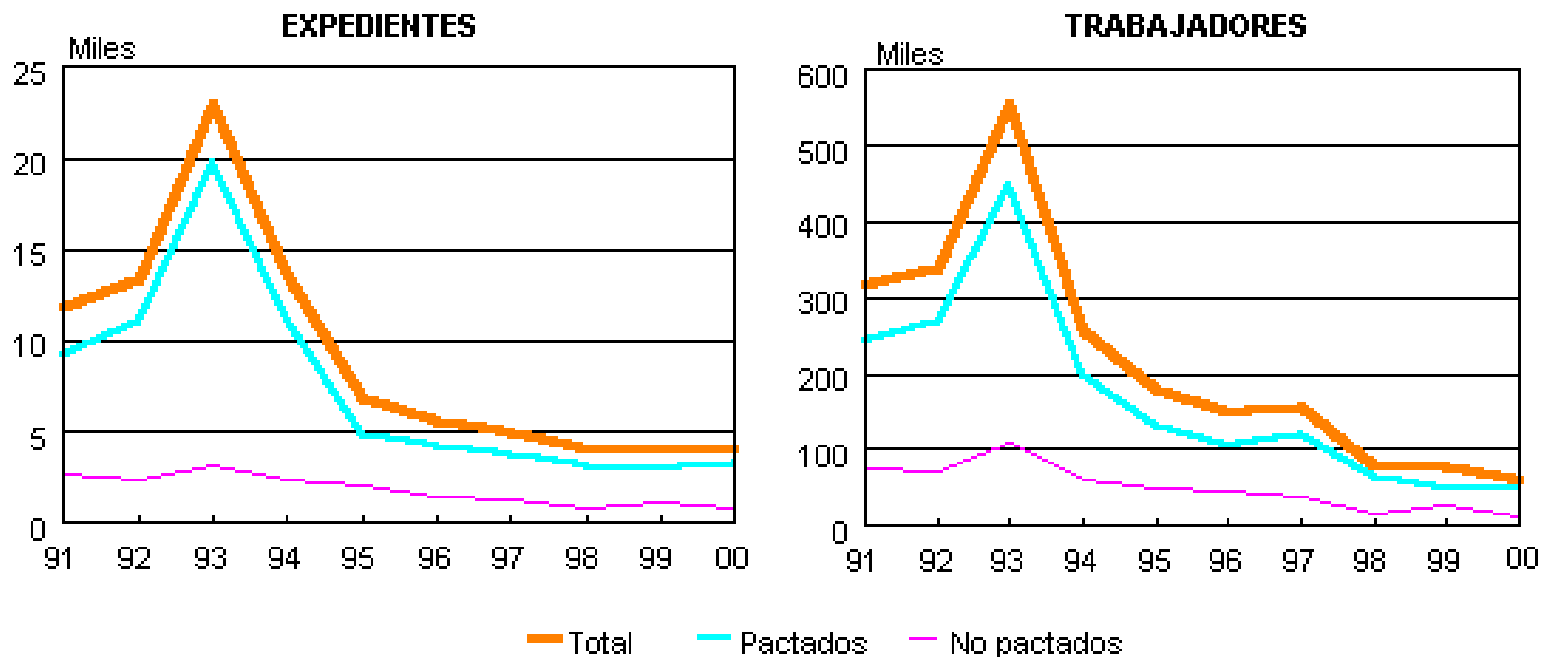 EXPEDIENTES
Miles
25
20
15
10
5
0
91 92 93 94 95 96 97 98 99 00
TRABAJADORES
Miles
600
500
400
300
200
100
0
91 92 93 94 95 96 97 98 99 00
Total Pactados No pactados